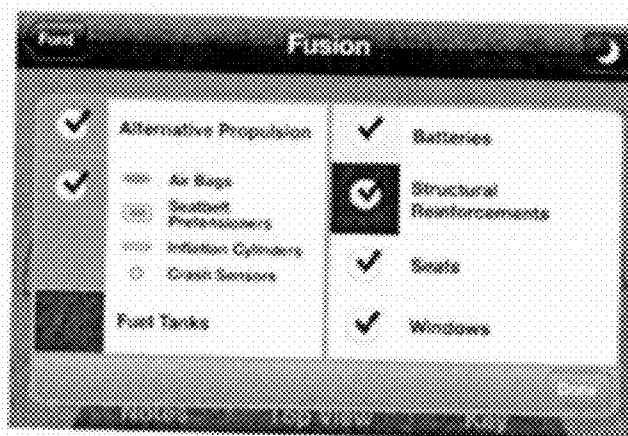 Ford
Fusion
Alternative Propulsion
Air Bags
Seatbelt
Pretensioners
Inflation Cylinders
Crash Sensors
Fuel Tanks
Batteries
Structural
Reinforcements
Seats
Windows